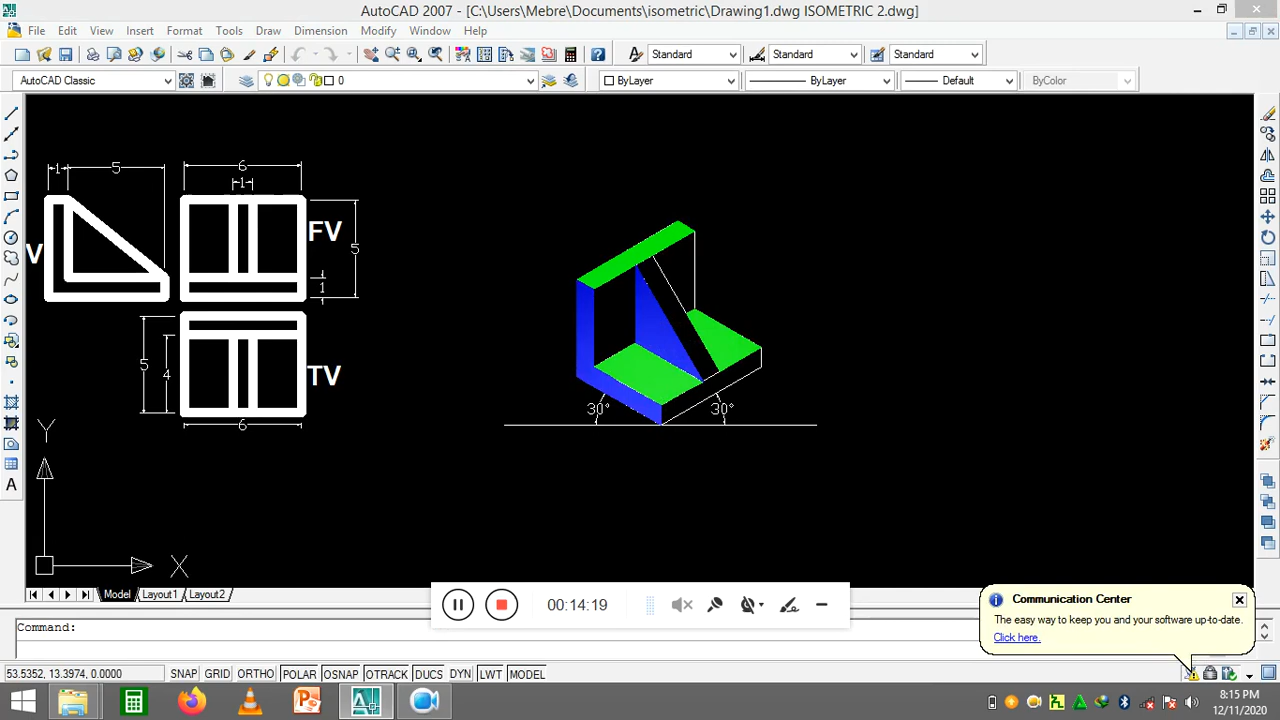 AutoCAD 2007 - [C:\Users\Mebre\Documents\isometric\Drawing1.dwg ISOMETRIC 2.dwg]
File Edit View Insert Format Tools Draw Dimension Modify Window Help
Standard Standard Standard
AutoCAD Classic 0 ByLayer ByLayer Default ByColor
1 5 6
1
V FV 5
1
5 4 TV
6
30° 30°
Y
X
Model Layout1 Layout2
00:14:19
Communication Center
The easy way to keep you and your software up-to-date.
Click here.
Command:
53.5352, 13.3974, 0.0000 SNAP GRID ORTHO POLAR OSNAP OTRACK DUCS DYN LWT MODEL
8:15 PM
12/11/2020